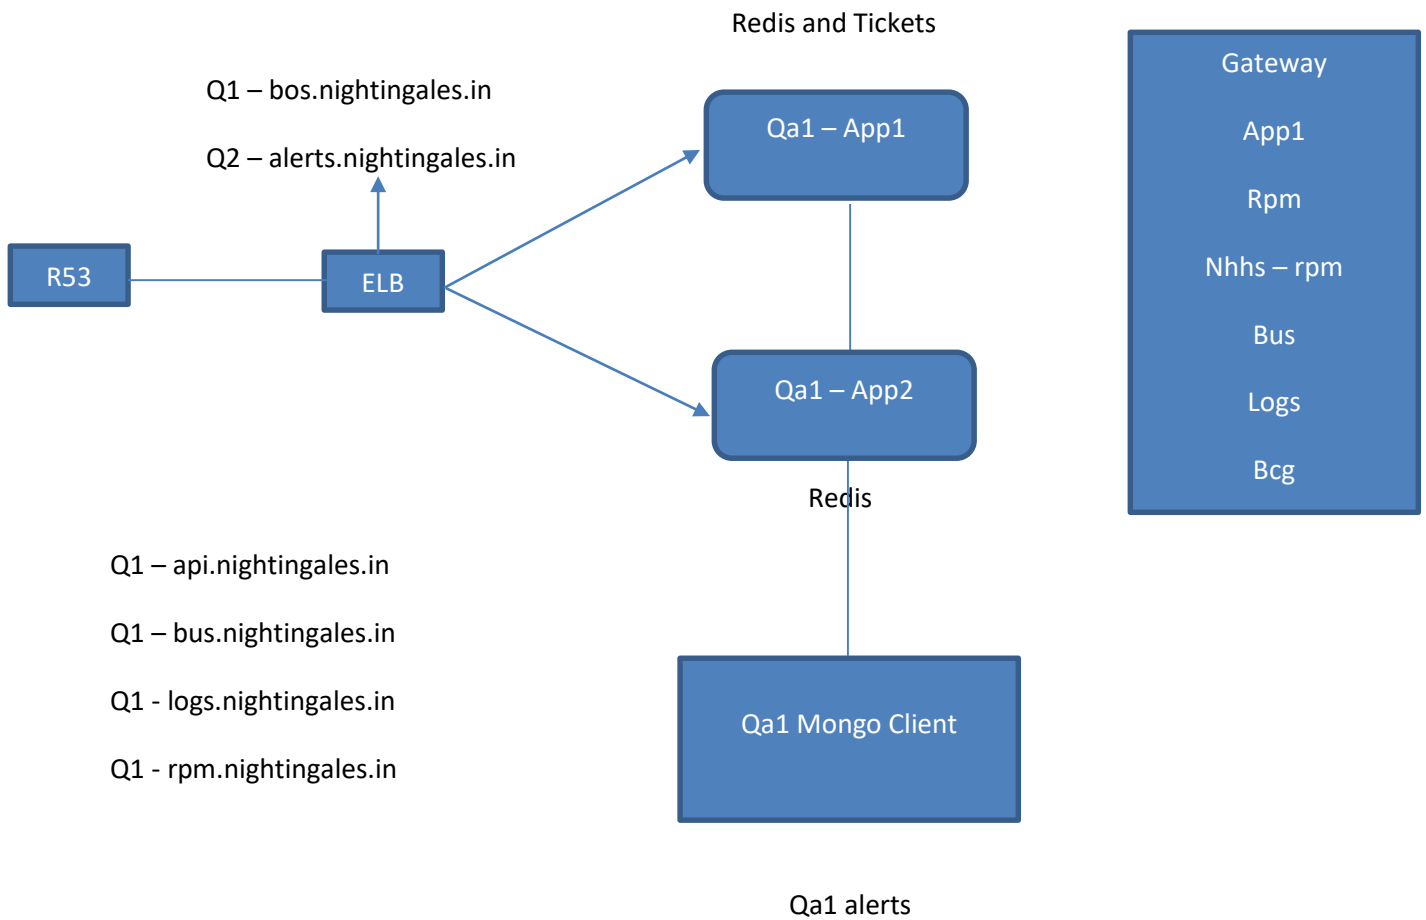 Redis and Tickets
Q1 – bos.nightingales.in
Q2 – alerts.nightingales.in
R53
ELB
Qa1 – App1
Qa1 – App2
Redis
Gateway
App1
Rpm
Nhhs – rpm
Bus
Logs
Bcg
Q1 – api.nightingales.in
Q1 – bus.nightingales.in
Q1 - logs.nightingales.in
Q1 - rpm.nightingales.in
Qa1 Mongo Client
Qa1 alerts